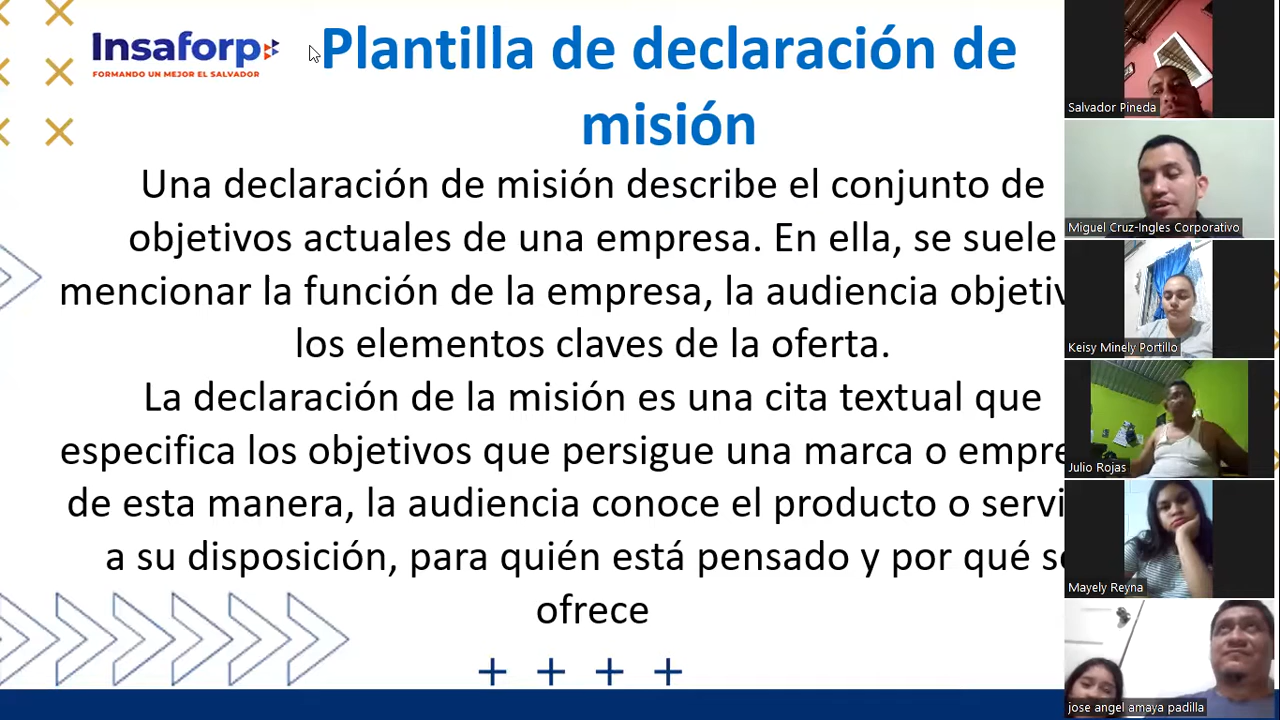 Insaforp
FORMANDO UN MEJOR EL SALVADOR
Plantilla de declaración de
misión
Una declaración de misión describe el conjunto de
objetivos actuales de una empresa. En ella, se suele
mencionar la función de la empresa, la audiencia objetiv
los elementos claves de la oferta.
La declaración de la misión es una cita textual que
especifica los objetivos que persigue una marca o empre
de esta manera, la audiencia conoce el producto o servi
a su disposición, para quién está pensado y por qué se
ofrece
Salvador Pineda
Miguel Cruz-Ingles Corporativo
Keisy Minely Portillo
Julio Rojas
Mayely Reyna
jose angel amaya padilla